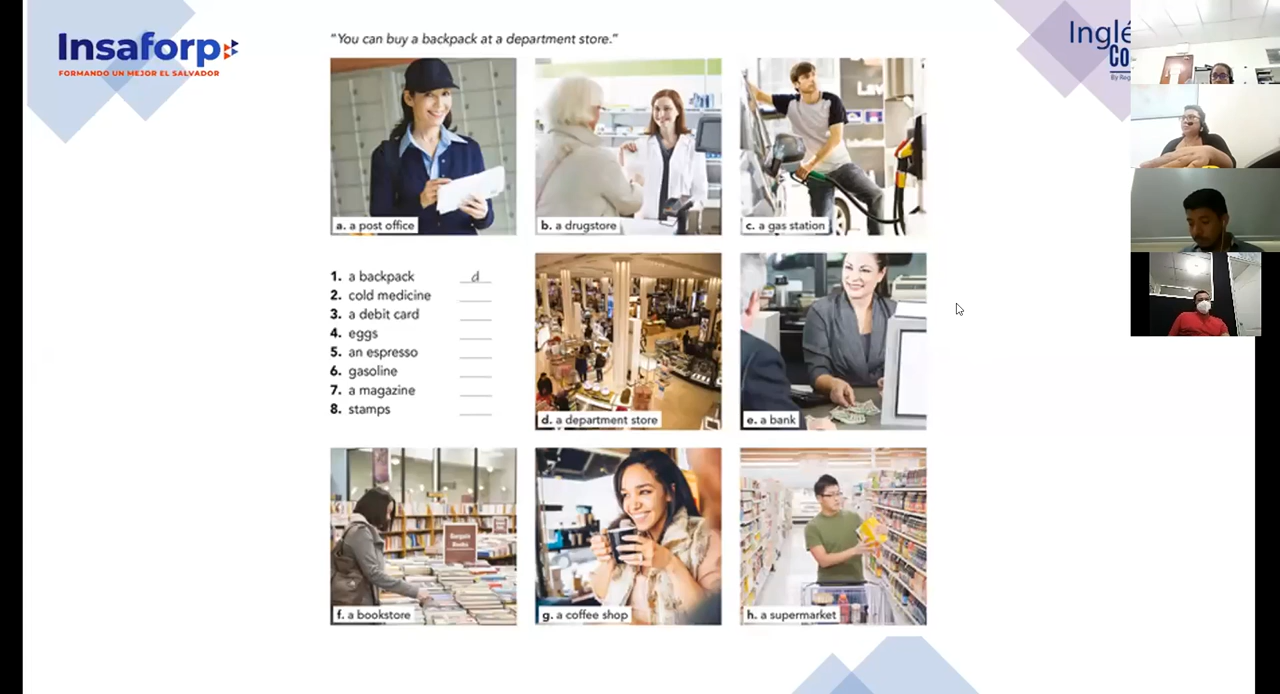 Insaforp
FORMANDO UN MEJOR EL SALVADOR
"You can buy a backpack at a department store."
a. a post office
b. a drugstore
c. a gas station
1. a backpack d
2. cold medicine
3. a debit card
4. eggs
5. an espresso
6. gasoline
7. a magazine
8. stamps
d. a department store
e. a bank
Bargain
Books
f. a bookstore
g. a coffee shop
h. a supermarket